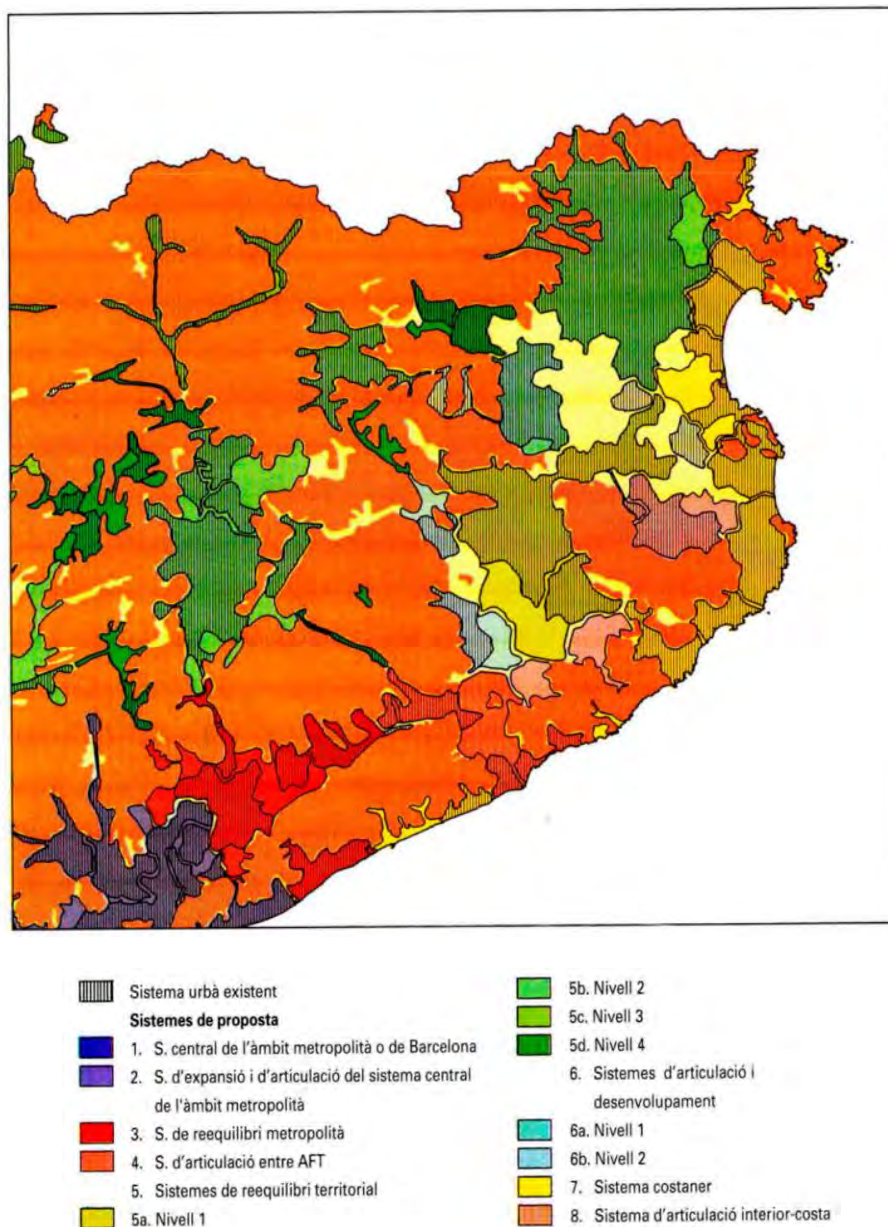 Sistema urbà existent
Sistemes de proposta
1. S. central de l'àmbit metropolità o de Barcelona
2. S. d'expansió i d'articulació del sistema central
de l'àmbit metropolità
3. S. de reequilibri metropolità
4. S. d'articulació entre AFT
5. Sistemes de reequilibri territorial
5a. Nivell 1
5b. Nivell 2
5c. Nivell 3
5d. Nivell 4
6. Sistemes d'articulació i
desenvolupament
6a. Nivell 1
6b. Nivell 2
7. Sistema costaner
8. Sistema d'articulació interior-costa